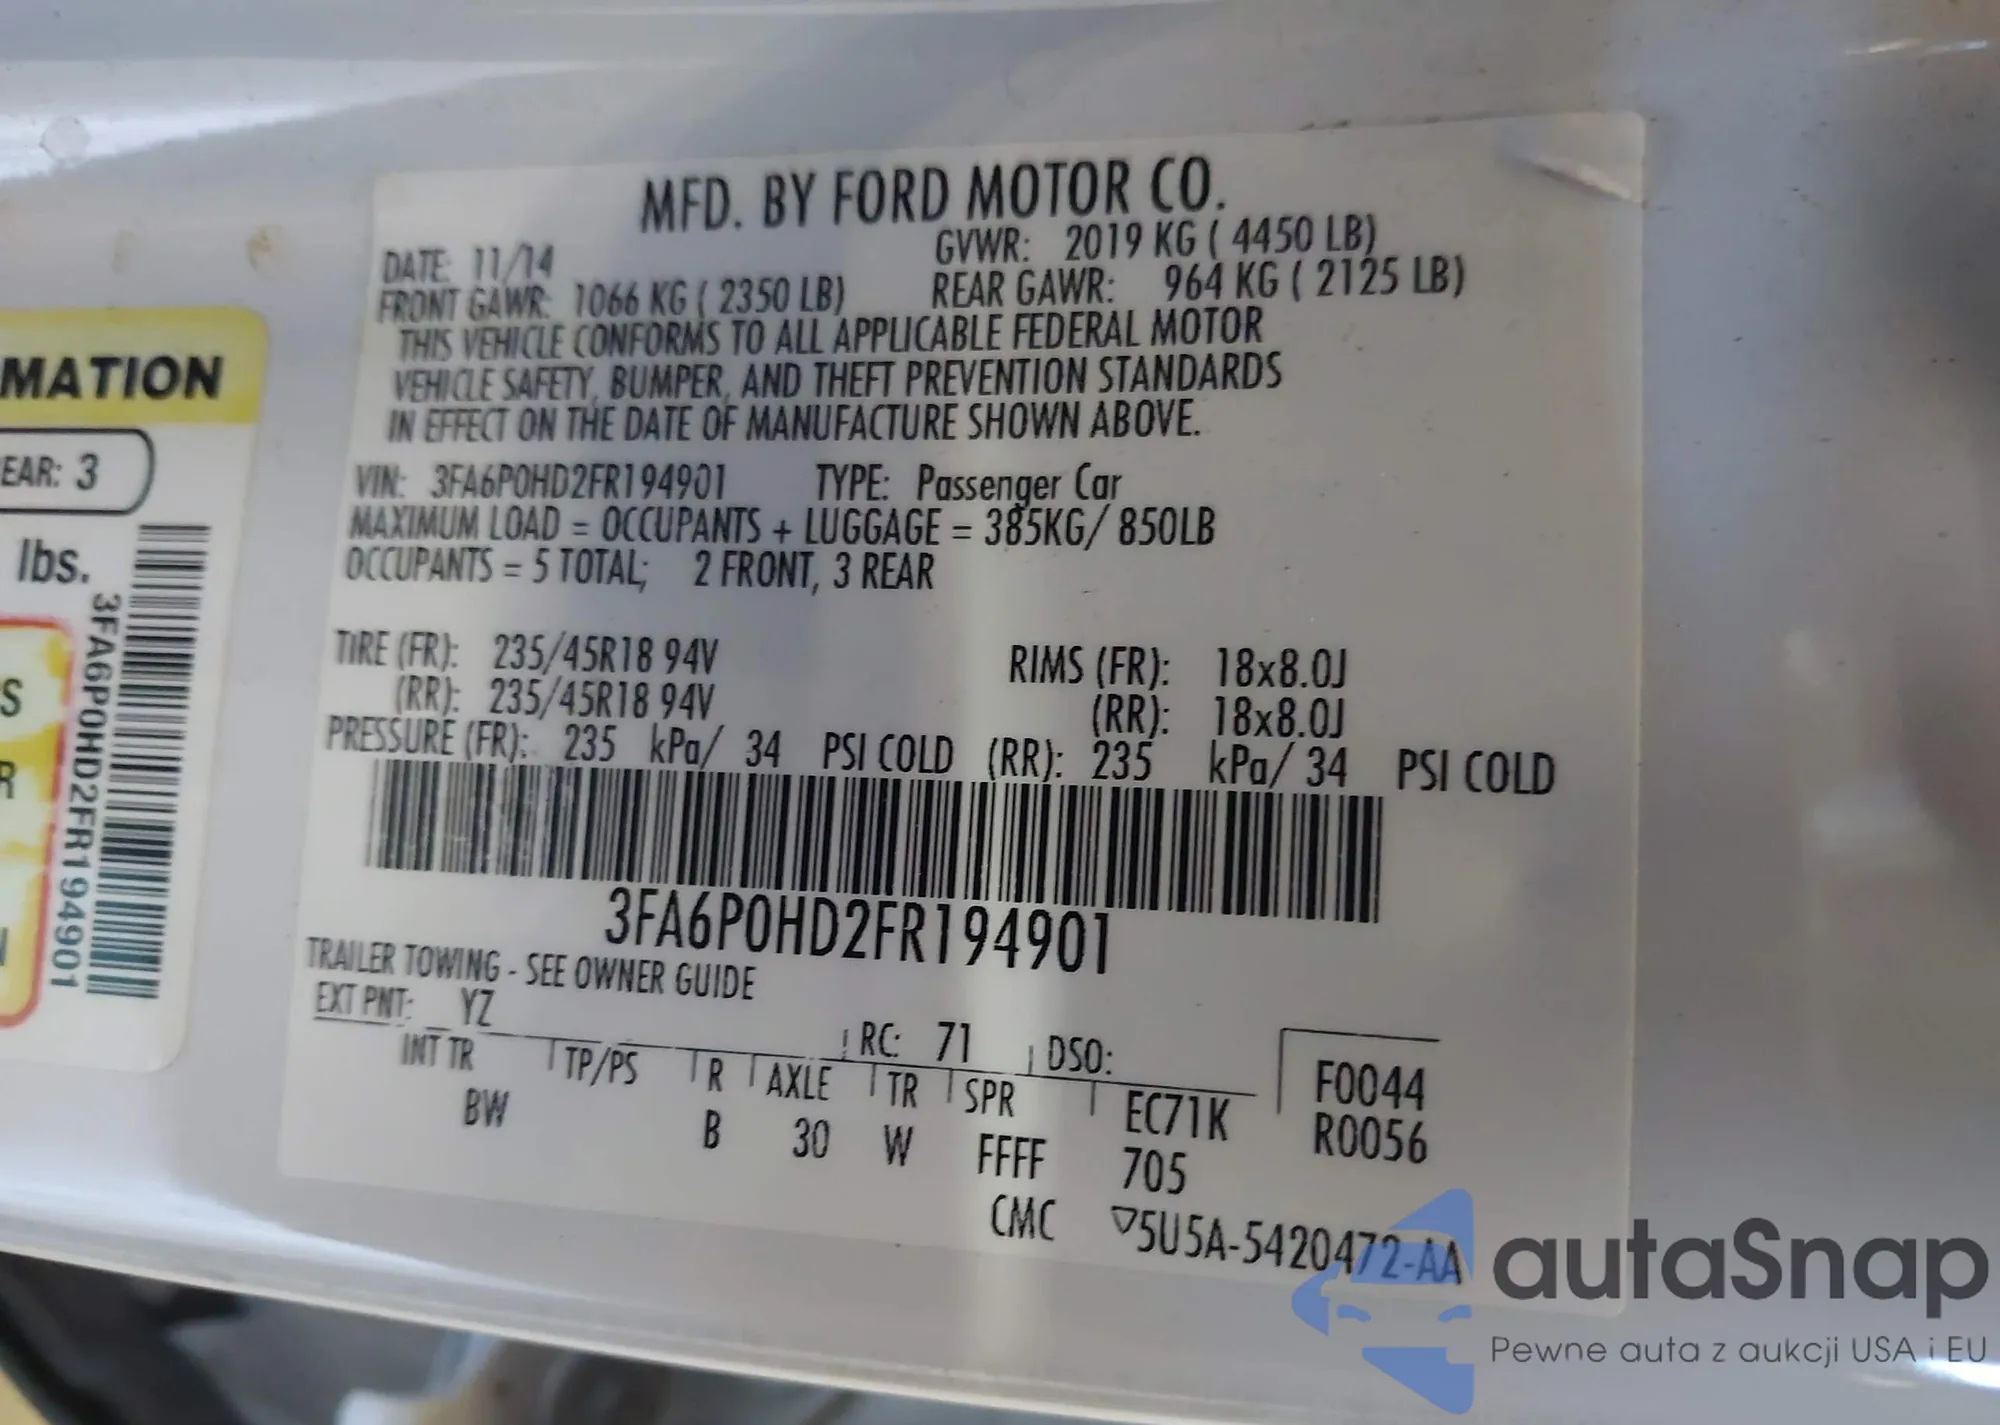 MFD. BY FORD MOTOR CO.
DATE: 11/14 GVWR: 2019 KG ( 4450 LB)
FRONT GAWR: 1066 KG ( 2350 LB) REAR GAWR: 964 KG ( 2125 LB)
THIS VEHICLE CONFORMS TO ALL APPLICABLE FEDERAL MOTOR
VEHICLE SAFETY, BUMPER, AND THEFT PREVENTION STANDARDS
IN EFFECT ON THE DATE OF MANUFACTURE SHOWN ABOVE.
VIN: 3FA6P0HD2FR194901 TYPE: Passenger Car
MAXIMUM LOAD = OCCUPANTS + LUGGAGE = 385KG/ 850LB
OCCUPANTS = 5 TOTAL; 2 FRONT, 3 REAR
TIRE (FR): 235/45R18 94V RIMS (FR): 18x8.0J
(RR): 235/45R18 94V (RR): 18x8.0J
PRESSURE (FR): 235 kPa/ 34 PSI COLD (RR): 235 kPa/ 34 PSI COLD
3FA6P0HD2FR194901
TRAILER TOWING - SEE OWNER GUIDE
EXT PNT: YZ RC: 71 DSO:
INT TR TP/PS R AXLE TR SPR EC71K F0044
BW B 30 W FFFF 705 R0056
CMC ▽5U5A-5420472-AA
MATION
EAR: 3
lbs.
3FA6P0HD2FR194901
S
R
N
autaSnap
Pewne auta z aukcji USA i EU